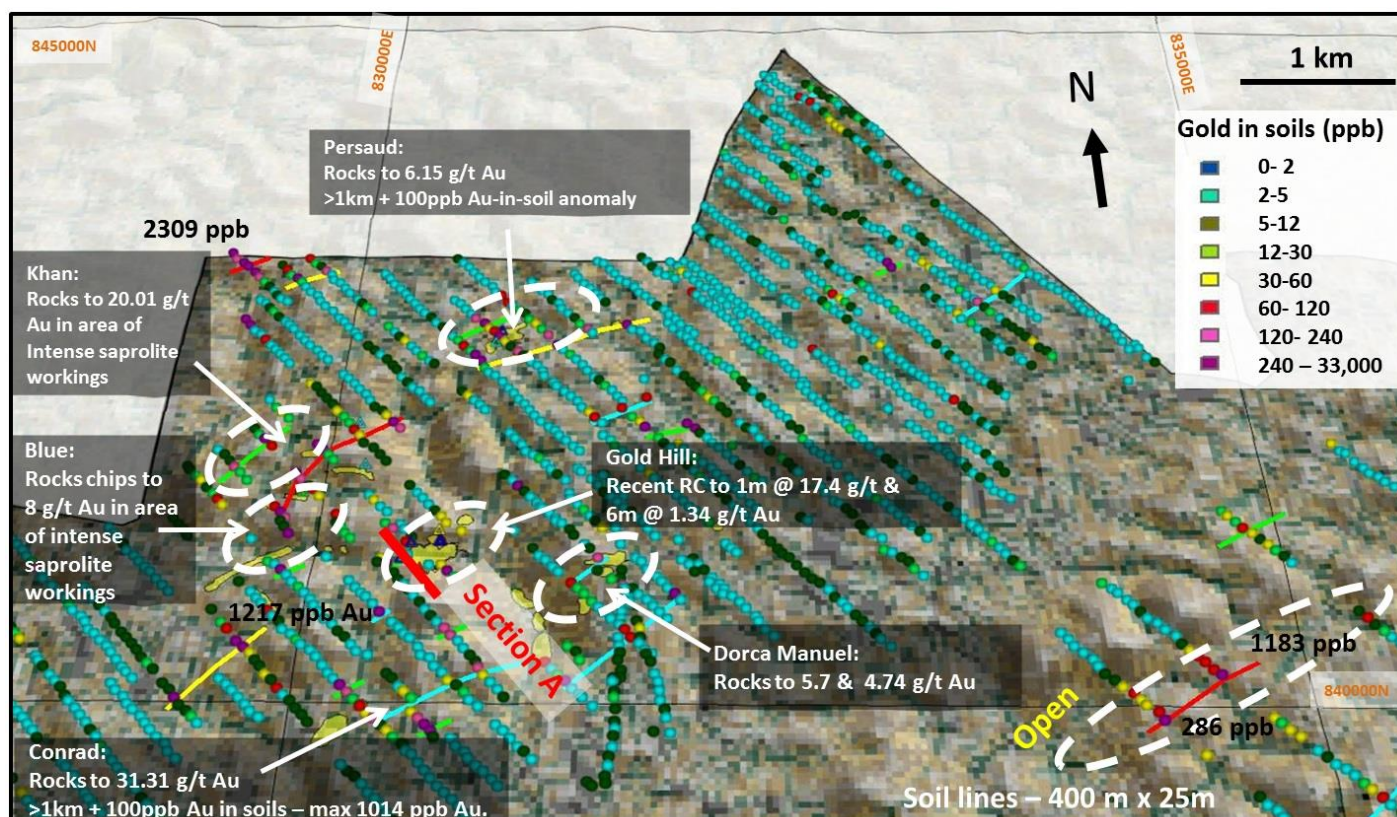 845000N
830000E
835000E
1 km
N
Gold in soils (ppb)
0- 2
2-5
5-12
12-30
30-60
60- 120
120- 240
240 – 33,000
Persaud:
Rocks to 6.15 g/t Au
>1km + 100ppb Au-in-soil anomaly
2309 ppb
Khan:
Rocks to 20.01 g/t
Au in area of
Intense saprolite
workings
Blue:
Rocks chips to
8 g/t Au in area
of intense
saprolite
workings
Gold Hill:
Recent RC to 1m @ 17.4 g/t &
6m @ 1.34 g/t Au
1217 ppb Au
Section A
Dorca Manuel:
Rocks to 5.7 & 4.74 g/t Au
1183 ppb
840000N
286 ppb
Open
Conrad:
Rocks to 31.31 g/t Au
>1km + 100ppb Au in soils – max 1014 ppb Au.
Soil lines – 400 m x 25m